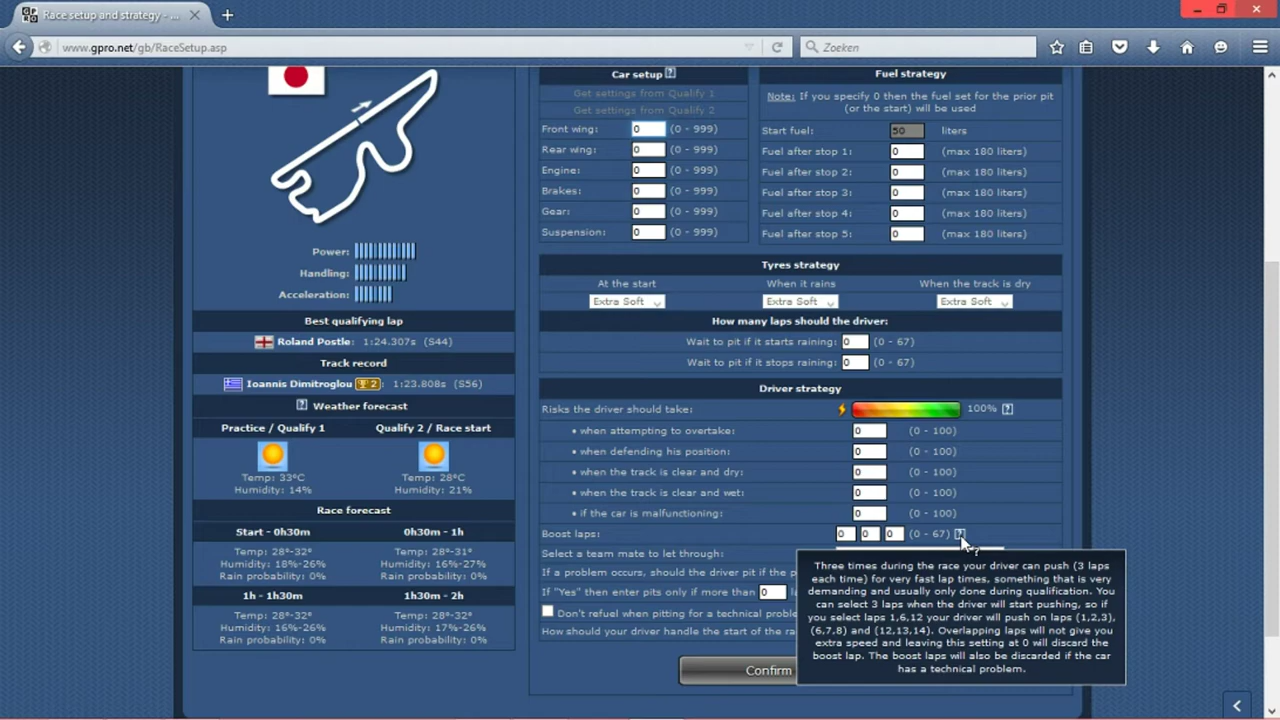 Race setup and strategy - ...
www.gpro.net/gb/RaceSetup.asp
Zoeken
Power:
Handling:
Acceleration:
Best qualifying lap
Roland Postle: 1:24.307s (S44)
Track record
Ioannis Dimitroglou 2: 1:23.808s (S56)
Weather forecast
Practice / Qualify 1 Qualify 2 / Race start
Temp: 33°C Temp: 28°C
Humidity: 14% Humidity: 21%
Race forecast
Start - 0h30m 0h30m - 1h
Temp: 28°-32° Temp: 28°-31°
Humidity: 18%-26% Humidity: 16%-27%
Rain probability: 0% Rain probability: 0%
1h - 1h30m 1h30m - 2h
Temp: 28°-32° Temp: 28°-32°
Humidity: 16%-26% Humidity: 17%-26%
Rain probability: 0% Rain probability: 0%
Car setup ?
Get settings from Qualify 1
Get settings from Qualify 2
Front wing: 0 (0 - 999)
Rear wing: 0 (0 - 999)
Engine: 0 (0 - 999)
Brakes: 0 (0 - 999)
Gear: 0 (0 - 999)
Suspension: 0 (0 - 999)
Fuel strategy
Note: If you specify 0 then the fuel set for the prior pit
(or the start) will be used
Start fuel: 50 liters
Fuel after stop 1: 0 (max 180 liters)
Fuel after stop 2: 0 (max 180 liters)
Fuel after stop 3: 0 (max 180 liters)
Fuel after stop 4: 0 (max 180 liters)
Fuel after stop 5: 0 (max 180 liters)
Tyres strategy
At the start When it rains When the track is dry
Extra Soft Extra Soft Extra Soft
How many laps should the driver:
Wait to pit if it starts raining: 0 (0 - 67)
Wait to pit if it stops raining: 0 (0 - 67)
Driver strategy
Risks the driver should take: 100% ?
• when attempting to overtake: 0 (0 - 100)
• when defending his position: 0 (0 - 100)
• when the track is clear and dry: 0 (0 - 100)
• when the track is clear and wet: 0 (0 - 100)
• if the car is malfunctioning: 0 (0 - 100)
Boost laps: 0 0 0 (0 - 67) ?
Select a team mate to let through:
If a problem occurs, should the driver pit if the p
If "Yes" then enter pits only if more than 0
Don't refuel when pitting for a technical proble
How should your driver handle the start of the ra
Confirm
Three times during the race your driver can push (3 laps
each time) for very fast lap times, something that is very
demanding and usually only done during qualification. You
can select 3 laps when the driver will start pushing, so if
you select laps 1,6,12 your driver will push on laps (1,2,3),
(6,7,8) and (12,13,14). Overlapping laps will not give you
extra speed and leaving this setting at 0 will discard the
boost lap. The boost laps will also be discarded if the car
has a technical problem.